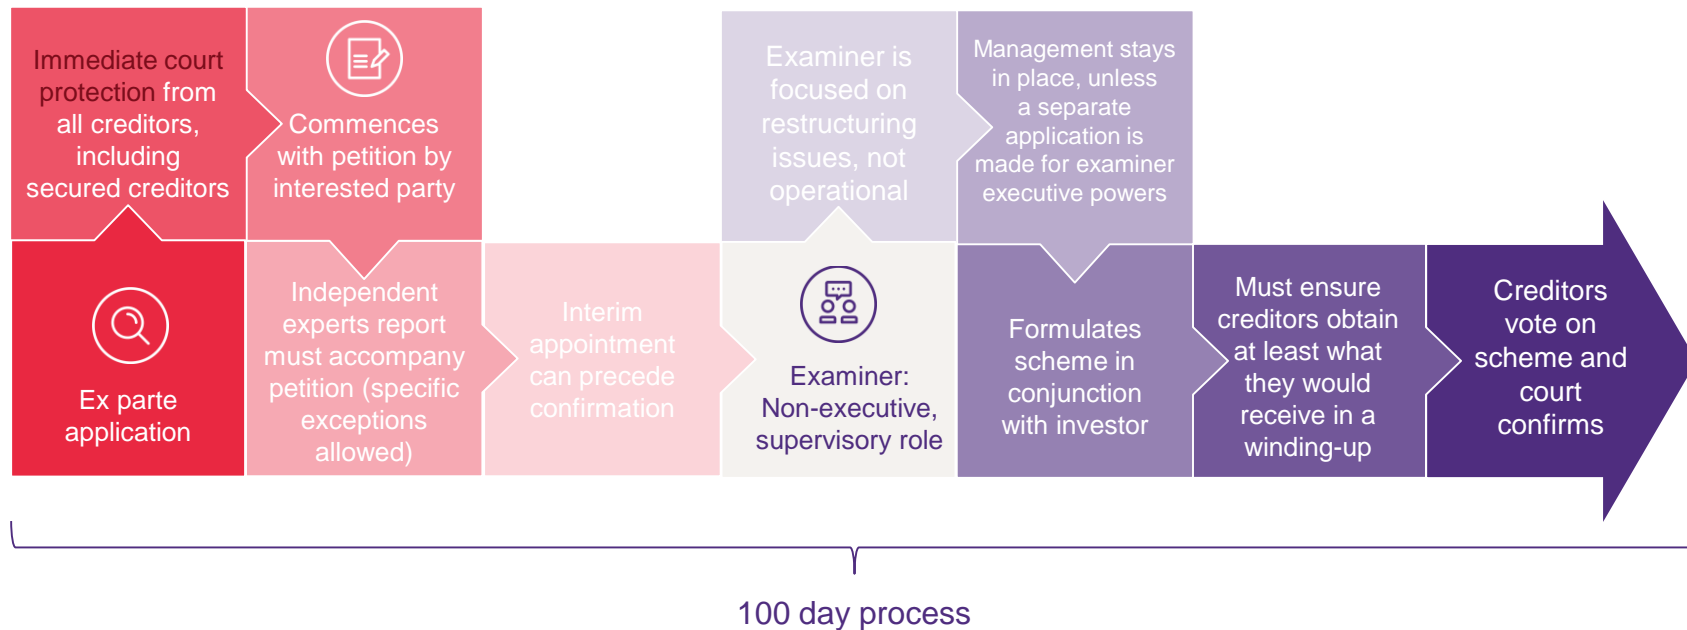 Ex parte
application
Immediate court
protection from
all creditors,
including
secured creditors
Commences
with petition by
interested party
Independent
experts report
must accompany
petition (specific
exceptions
allowed)
Interim
appointment
can precede
confirmation
Examiner:
Non-executive,
supervisory role
Examiner is
focused on
restructuring
issues, not
operational
Management stays
in place, unless
a separate
application is
made for examiner
executive powers
Formulates
scheme in
conjunction
with investor
Must ensure
creditors obtain
at least what
they would
receive in a
winding-up
Creditors
vote on
scheme and
court
confirms
100 day process